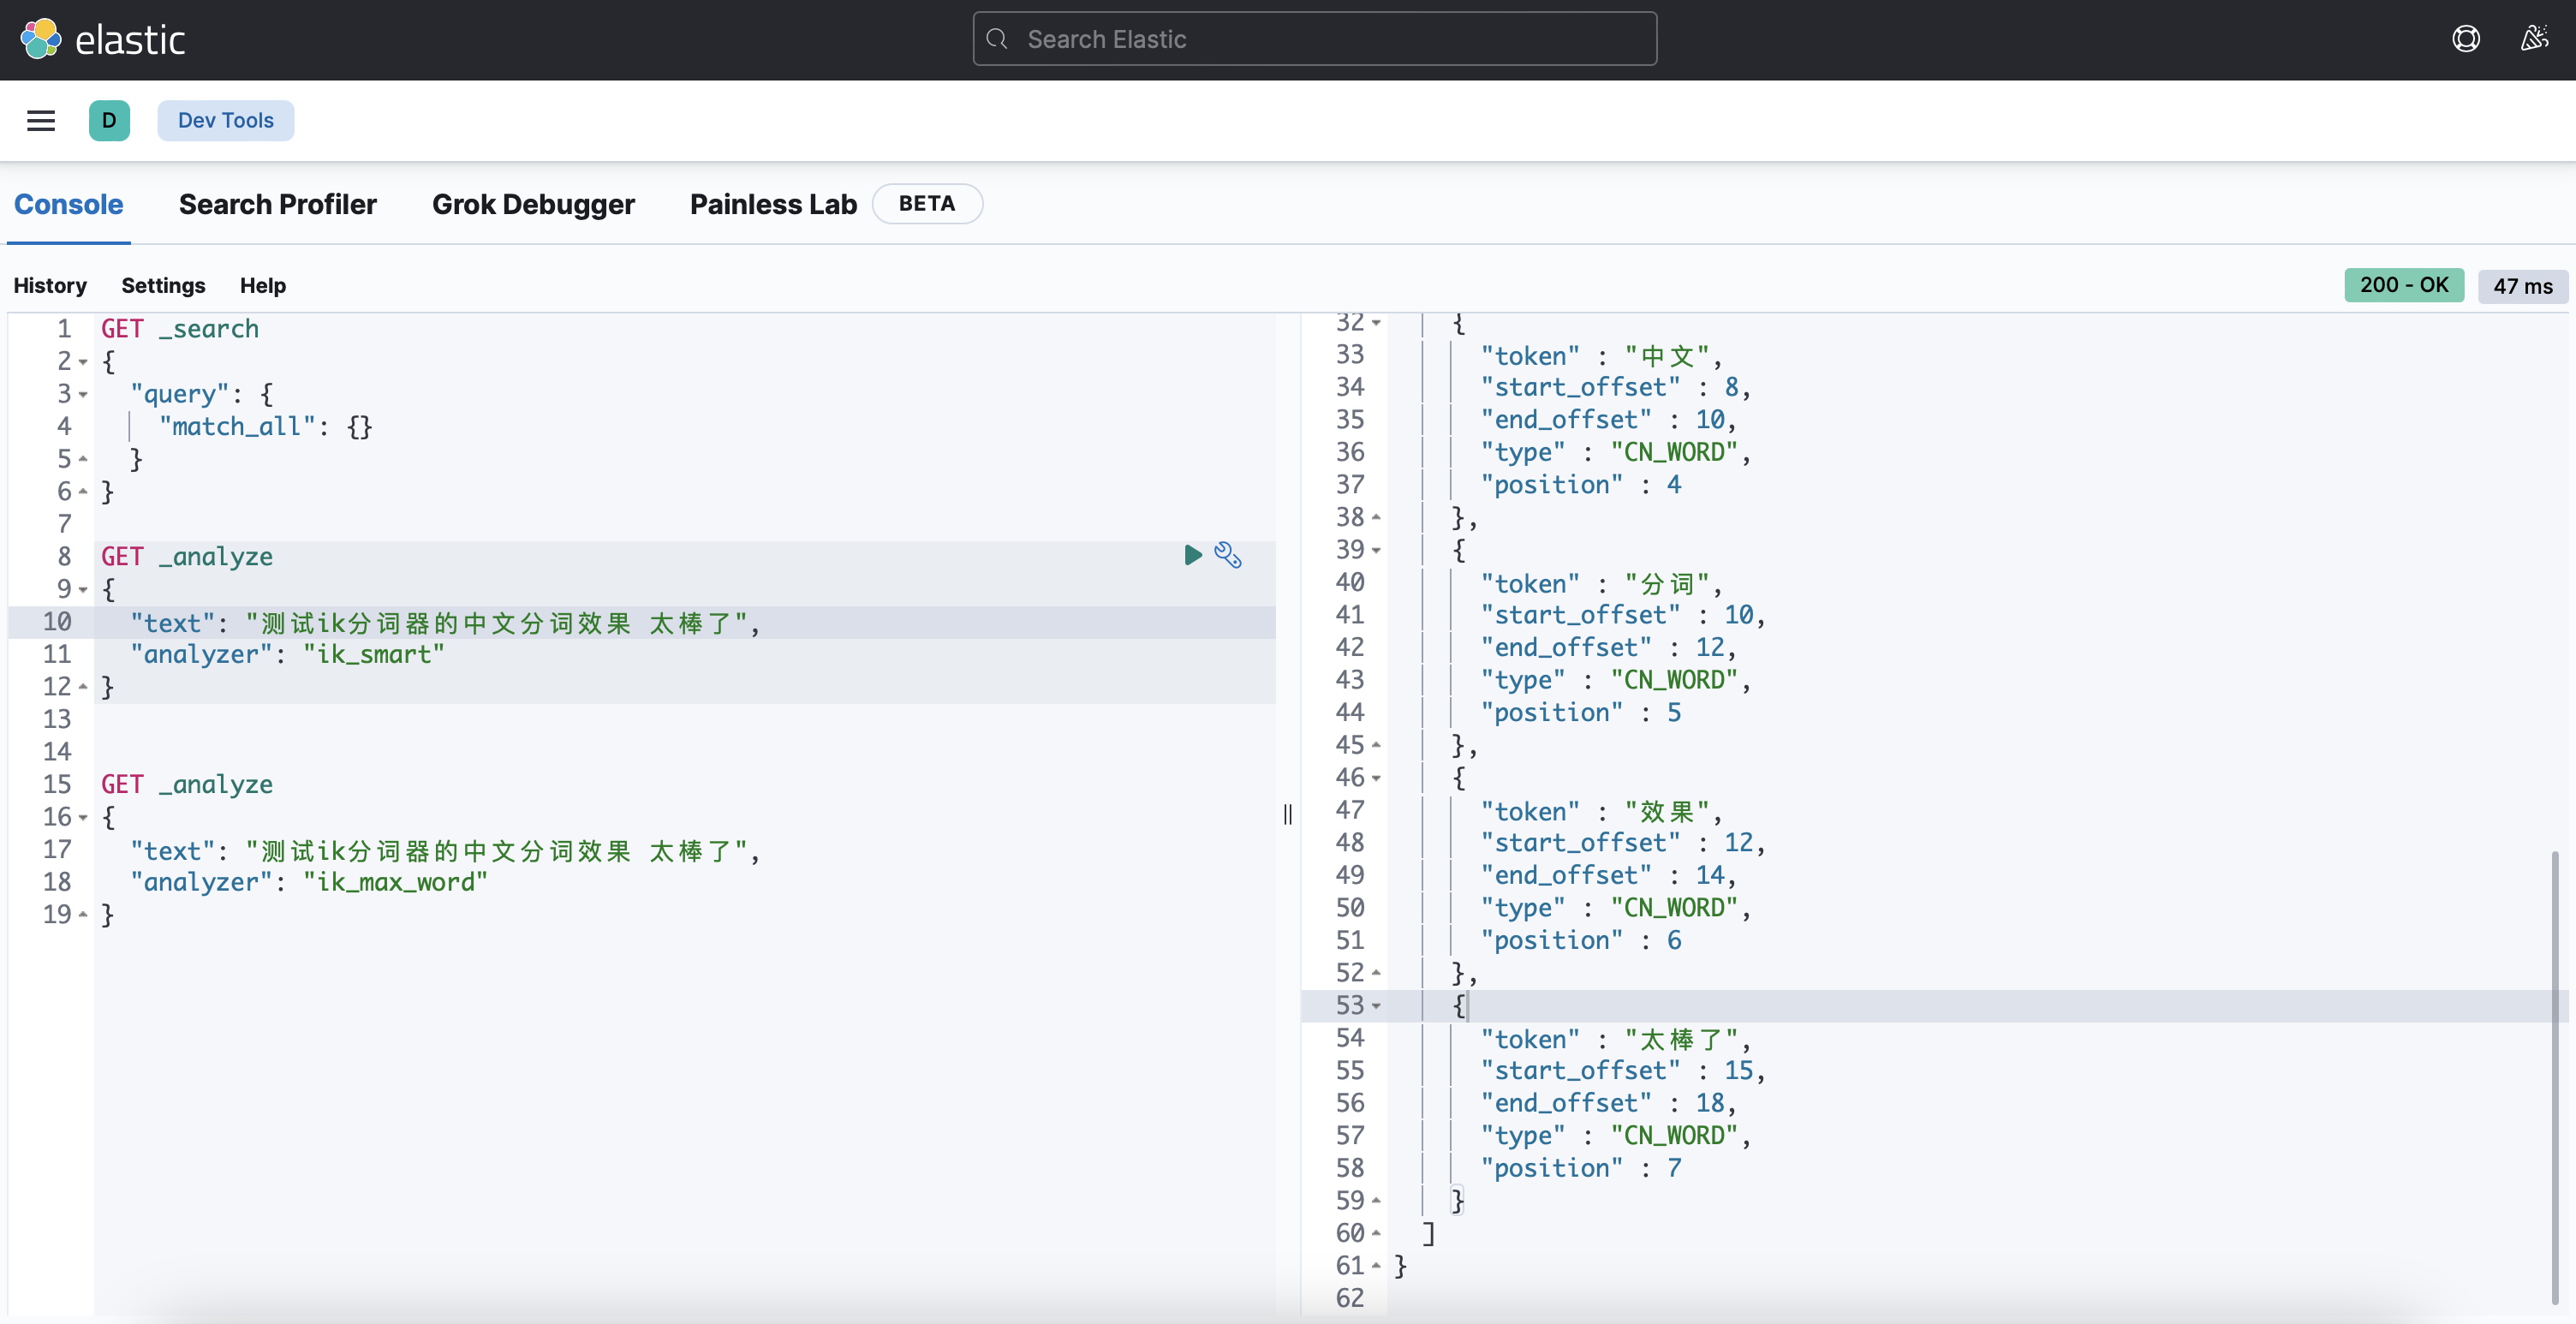 elastic
Search Elastic
D
Dev Tools
Console Search Profiler Grok Debugger Painless Lab BETA
History Settings Help
200 - OK 47 ms
1 GET _search
2 {
3 "query": {
4 "match_all": {}
5 }
6 }
7
8 GET _analyze
9 {
10 "text": "测试ik分词器的中文分词效果 太棒了",
11 "analyzer": "ik_smart"
12 }
13
14
15 GET _analyze
16 {
17 "text": "测试ik分词器的中文分词效果 太棒了",
18 "analyzer": "ik_max_word"
19 }
32 {
33 "token" : "中文",
34 "start_offset" : 8,
35 "end_offset" : 10,
36 "type" : "CN_WORD",
37 "position" : 4
38 },
39 {
40 "token" : "分词",
41 "start_offset" : 10,
42 "end_offset" : 12,
43 "type" : "CN_WORD",
44 "position" : 5
45 },
46 {
47 "token" : "效果",
48 "start_offset" : 12,
49 "end_offset" : 14,
50 "type" : "CN_WORD",
51 "position" : 6
52 },
53 {
54 "token" : "太棒了",
55 "start_offset" : 15,
56 "end_offset" : 18,
57 "type" : "CN_WORD",
58 "position" : 7
59 }
60 ]
61 }
62